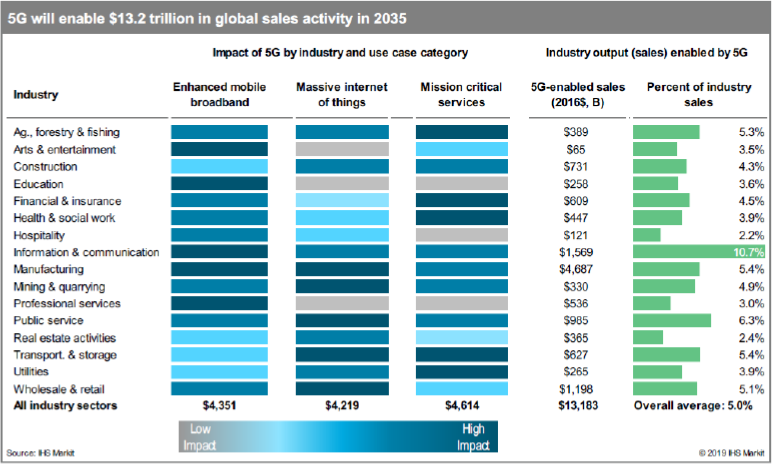 5G will enable $13.2 trillion in global sales activity in 2035
Impact of 5G by industry and use case category
Industry output (sales) enabled by 5G
Industry
Enhanced mobile broadband
Massive internet of things
Mission critical services
5G-enabled sales (2016$, B)
Percent of industry sales
Ag., forestry & fishing $389 5.3%
Arts & entertainment $65 3.5%
Construction $731 4.3%
Education $258 3.6%
Financial & insurance $609 4.5%
Health & social work $447 3.9%
Hospitality $121 2.2%
Information & communication $1,569 10.7%
Manufacturing $4,687 5.4%
Mining & quarrying $330 4.9%
Professional services $536 3.0%
Public service $985 6.3%
Real estate activities $365 2.4%
Transport. & storage $627 5.4%
Utilities $265 3.9%
Wholesale & retail $1,198 5.1%
All industry sectors $4,351 $4,219 $4,614 $13,183 Overall average: 5.0%
Low Impact
High Impact
Source: IHS Markit
© 2019 IHS Markit